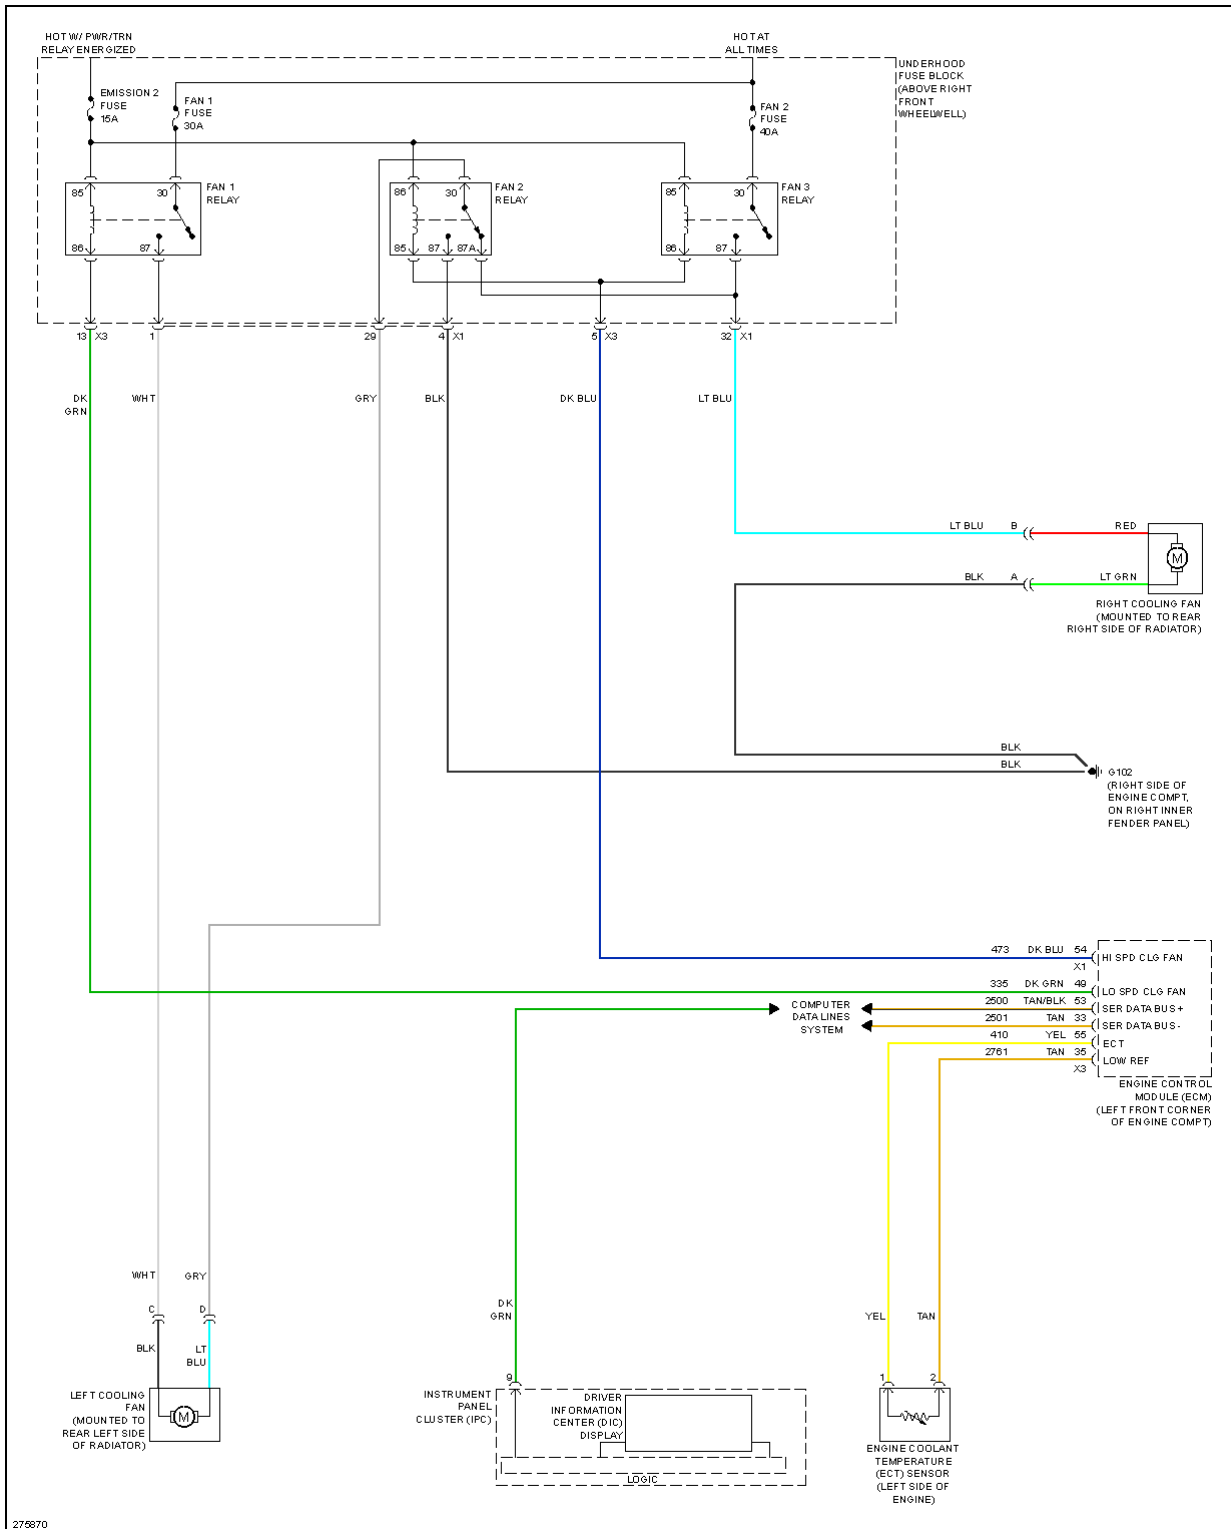 HOT W/ PWR/TRN
RELAY ENERGIZED
HOT AT
ALL TIMES
UNDERHOOD
FUSE BLOCK
(ABOVE RIGHT
FRONT
WHEELWELL)
EMISSION 2
FUSE
15A
FAN 1
FUSE
30A
FAN 2
FUSE
40A
85
30
FAN 1
RELAY
86
87
86
30
FAN 2
RELAY
85
87
87A
85
30
FAN 3
RELAY
86
87
13
X3
1
29
4
X1
5
X3
32
X1
DK
GRN
WHT
GRY
BLK
DK BLU
LT BLU
LT BLU
B
RED
M
BLK
A
LT GRN
RIGHT COOLING FAN
(MOUNTED TO REAR
RIGHT SIDE OF RADIATOR)
BLK
BLK
G102
(RIGHT SIDE OF
ENGINE COMPT,
ON RIGHT INNER
FENDER PANEL)
473 DK BLU 54
HI SPD CLG FAN
X1
335 DK GRN 49
LO SPD CLG FAN
2500 TAN/BLK 53
SER DATA BUS+
2501 TAN 33
SER DATA BUS-
410 YEL 55
ECT
2761 TAN 35
LOW REF
X3
COMPUTER
DATA LINES
SYSTEM
ENGINE CONTROL
MODULE (ECM)
(LEFT FRONT CORNER
OF ENGINE COMPT)
WHT
GRY
C
D
BLK
LT
BLU
LEFT COOLING
FAN
(MOUNTED TO
REAR LEFT SIDE
OF RADIATOR)
M
DK
GRN
9
INSTRUMENT
PANEL
CLUSTER (IPC)
DRIVER
INFORMATION
CENTER (DIC)
DISPLAY
LOGIC
YEL
TAN
1
2
ENGINE COOLANT
TEMPERATURE
(ECT) SENSOR
(LEFT SIDE OF
ENGINE)
275870